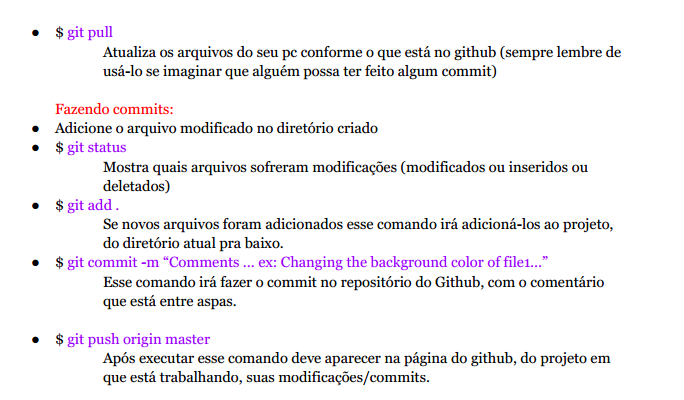 ● $ git pull
Atualiza os arquivos do seu pc conforme o que está no github (sempre lembre de
usá-lo se imaginar que alguém possa ter feito algum commit)
Fazendo commits:
● Adicione o arquivo modificado no diretório criado
● $ git status
Mostra quais arquivos sofreram modificações (modificados ou inseridos ou
deletados)
● $ git add .
Se novos arquivos foram adicionados esse comando irá adicioná-los ao projeto,
do diretório atual pra baixo.
● $ git commit -m “Comments ... ex: Changing the background color of file1...”
Esse comando irá fazer o commit no repositório do Github, com o comentário
que está entre aspas.
● $ git push origin master
Após executar esse comando deve aparecer na página do github, do projeto em
que está trabalhando, suas modificações/commits.